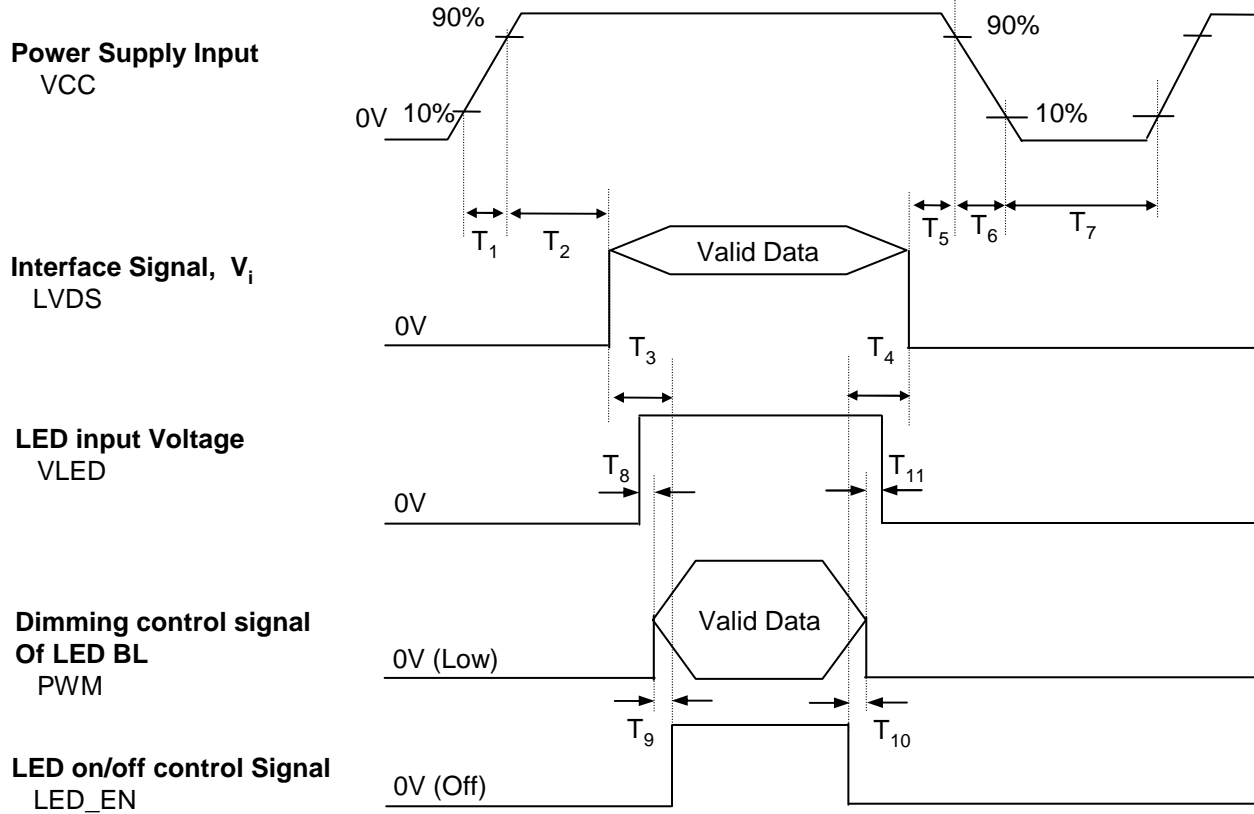 90%
90%
Power Supply Input
VCC
0V 10%
10%
T1
T2
T5
T6
T7
Valid Data
Interface Signal, Vi
LVDS
0V
T3
T4
LED input Voltage
VLED
T8
T11
0V
Dimming control signal
Of LED BL
PWM
Valid Data
0V (Low)
T9
T10
LED on/off control Signal
LED_EN
0V (Off)